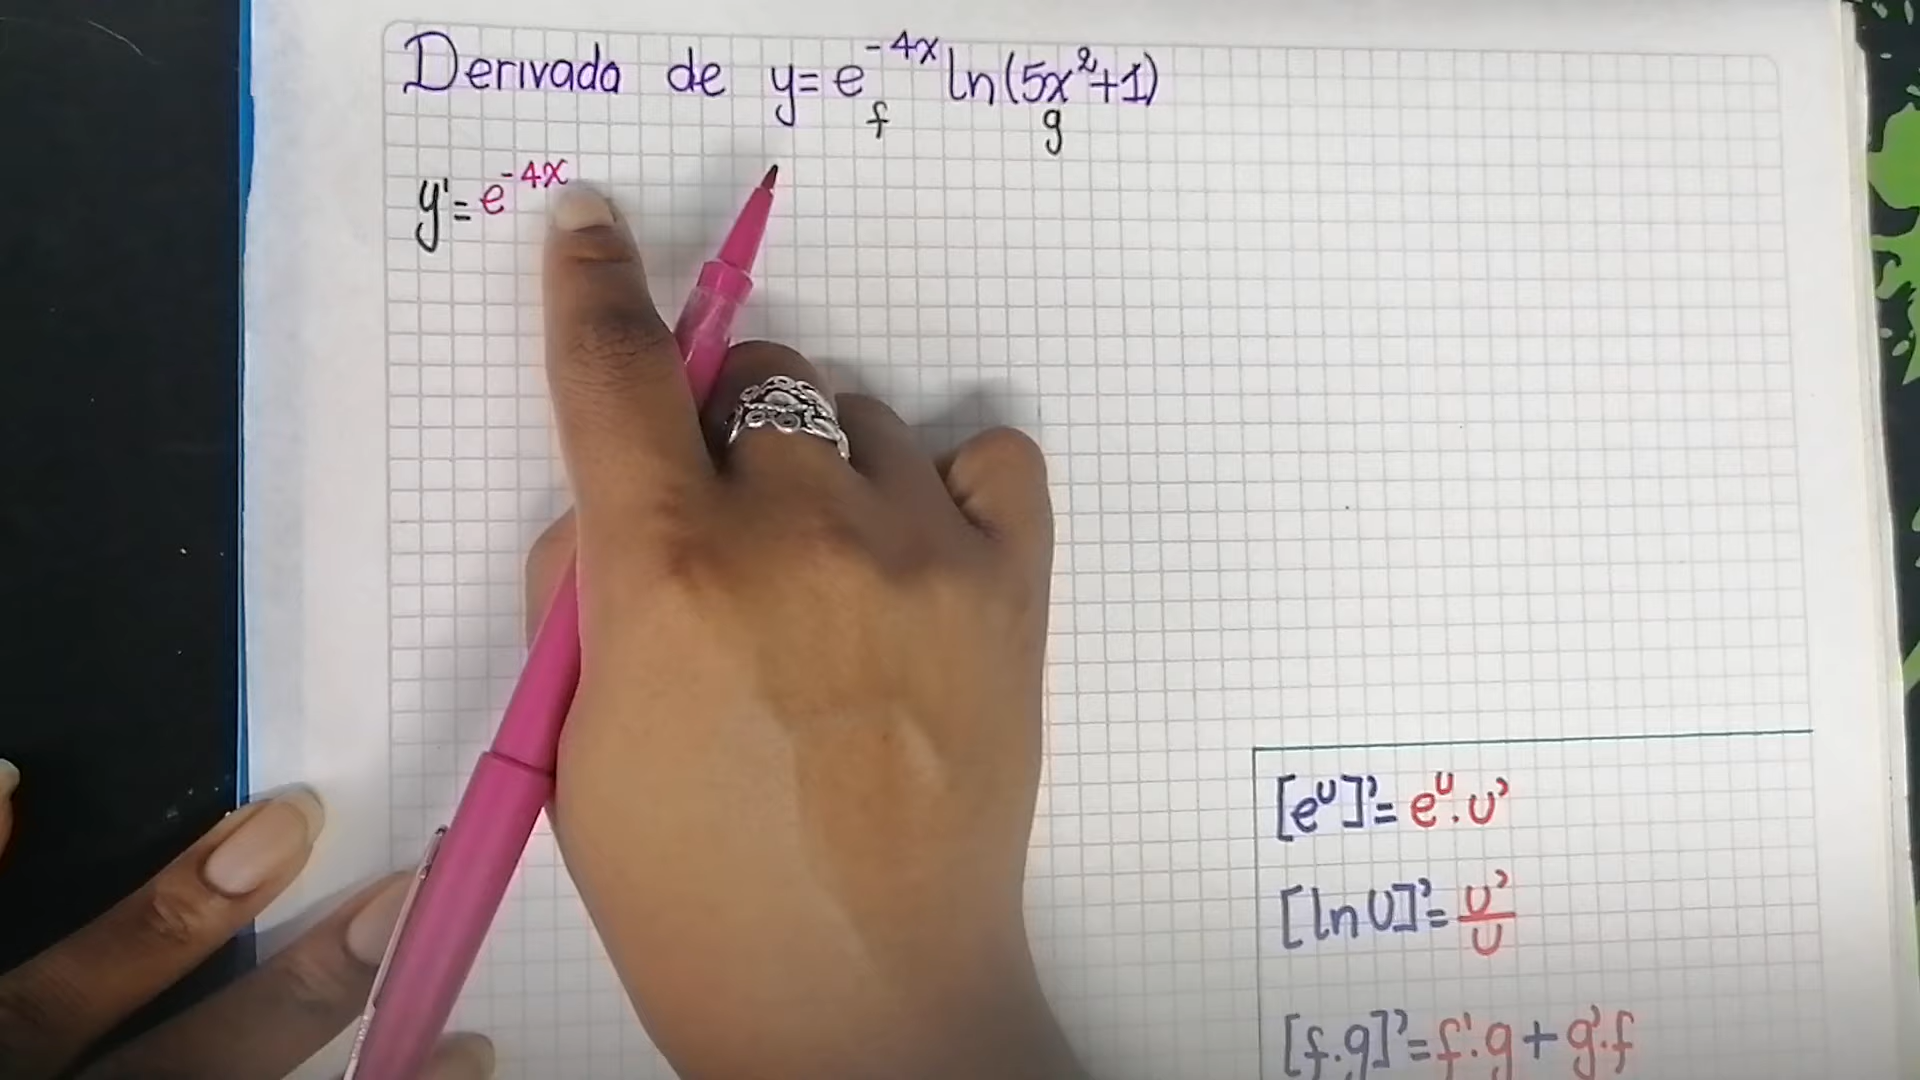 Derivada de y=e^{-4x} ln(5x²+1)
f g
y'=e^{-4x}
[e^u]'=e^u.u'
[ln U]'=u'/u
[f.g]'=f'.g+g'.f